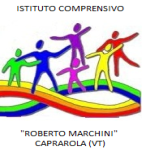 ISTITUTO COMPRENSIVO
"ROBERTO MARCHINI"
CAPRAROLA (VT)